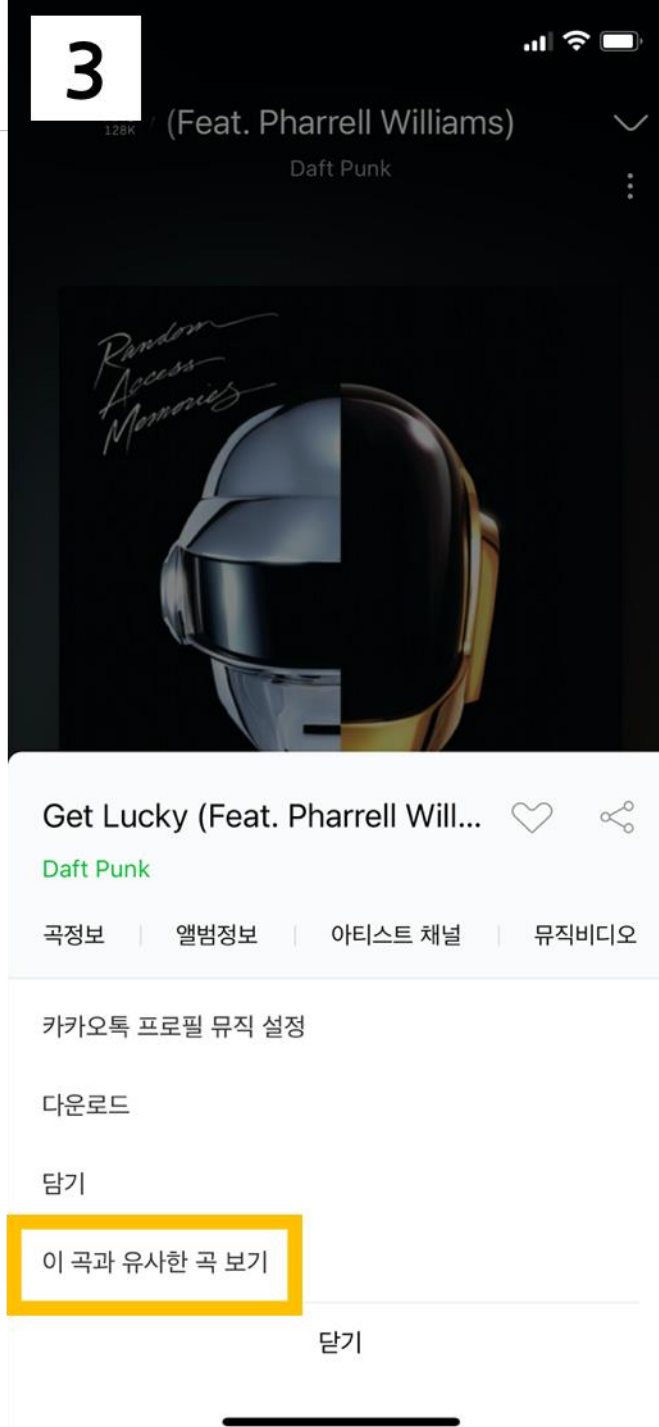 3
128K
(Feat. Pharrell Williams)
Daft Punk
Random
Access
Memories
Get Lucky (Feat. Pharrell Will...
Daft Punk
곡정보 앨범정보 아티스트 채널 뮤직비디오
카카오톡 프로필 뮤직 설정
다운로드
담기
이 곡과 유사한 곡 보기
닫기